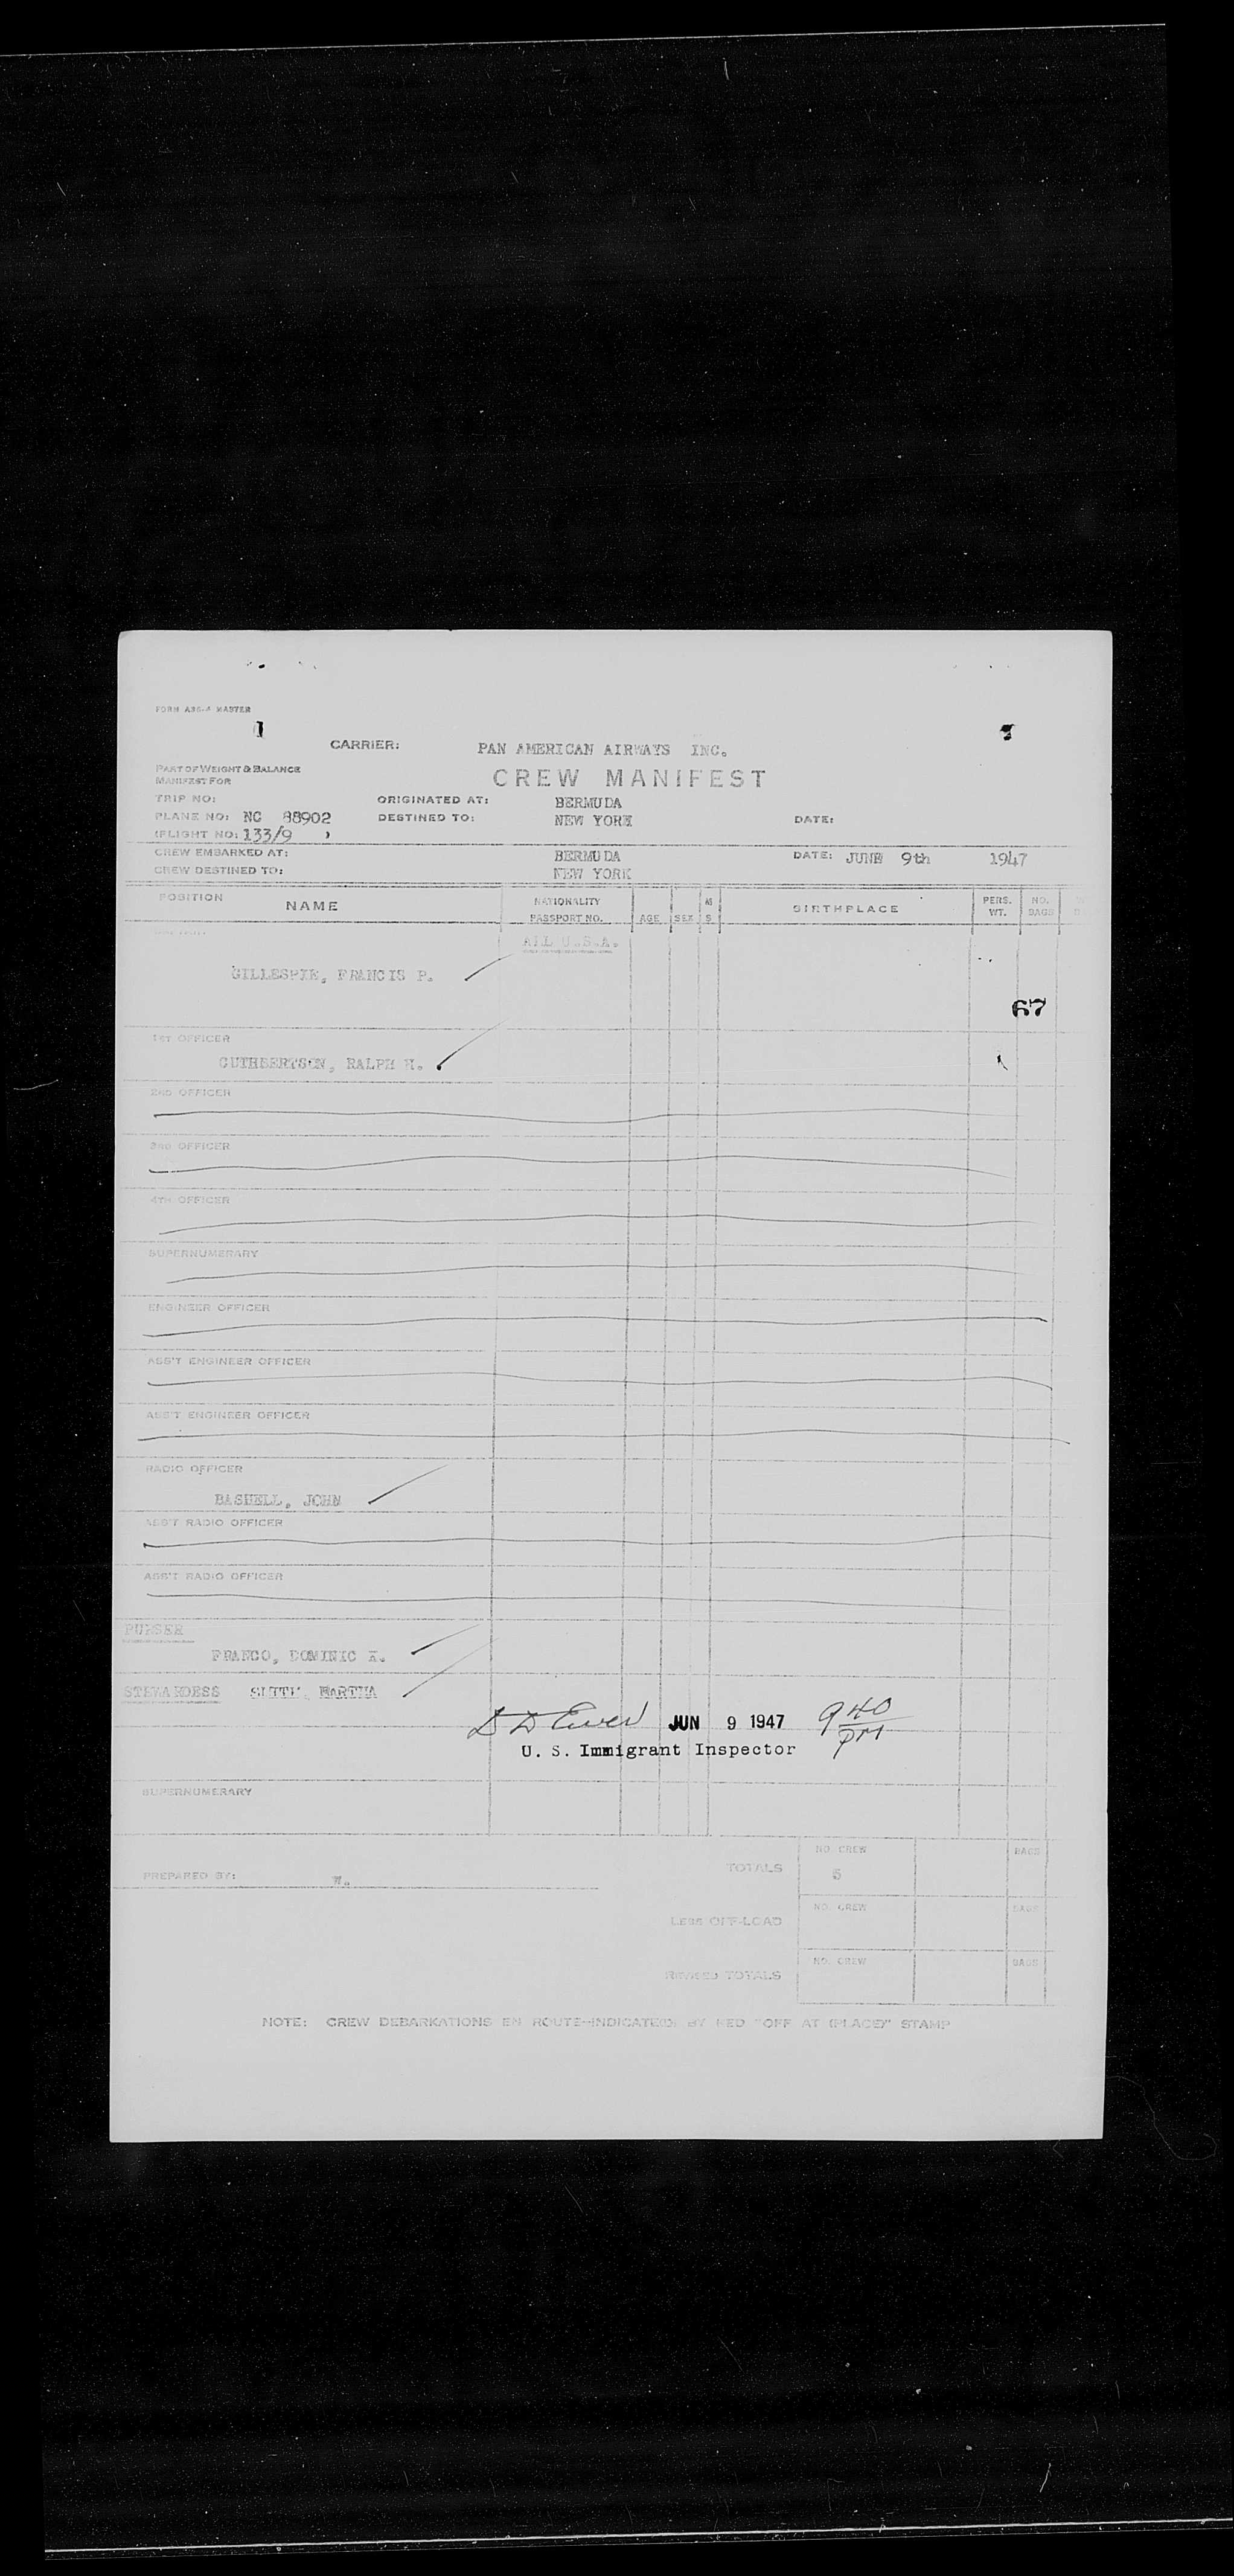 FORM ABG-4 MASTER
1
CARRIER: PAN AMERICAN AIRWAYS INC.
PART OF WEIGHT & BALANCE
MANIFEST FOR
CREW MANIFEST
TRIP NO: ORIGINATED AT: BERMUDA
PLANE NO: NC 88902 DESTINED TO: NEW YORK DATE:
(FLIGHT NO: 133/9 )
CREW EMBARKED AT: BERMUDA DATE: JUNE 9th 1947
CREW DESTINED TO: NEW YORK
POSITION NAME NATIONALITY PASSPORT NO. AGE SEX M S BIRTHPLACE PERS. WT. NO. BAGS
ALL U.S.A.
GILLESPIE, FRANCIS P.
67
1ST OFFICER
CUTHBERTSON, RALPH H.
2ND OFFICER
3RD OFFICER
4TH OFFICER
SUPERNUMERARY
ENGINEER OFFICER
ASS'T ENGINEER OFFICER
ASS'T ENGINEER OFFICER
RADIO OFFICER
BASHELL, JOHN
ASS'T RADIO OFFICER
ASS'T RADIO OFFICER
PURSER
FRANCO, DOMINIC A.
STEWARDESS MARTHA
JUN 9 1947 9 40 PM
U. S. Immigrant Inspector
SUPERNUMERARY
PREPARED BY: TOTALS NO. CREW 5 BAGS
LESS OFF-LOAD NO. CREW BAGS
REVISED TOTALS NO. CREW BAGS
NOTE: CREW DEBARKATIONS EN ROUTE--INDICATED BY RED "OFF AT (PLACE)" STAMP